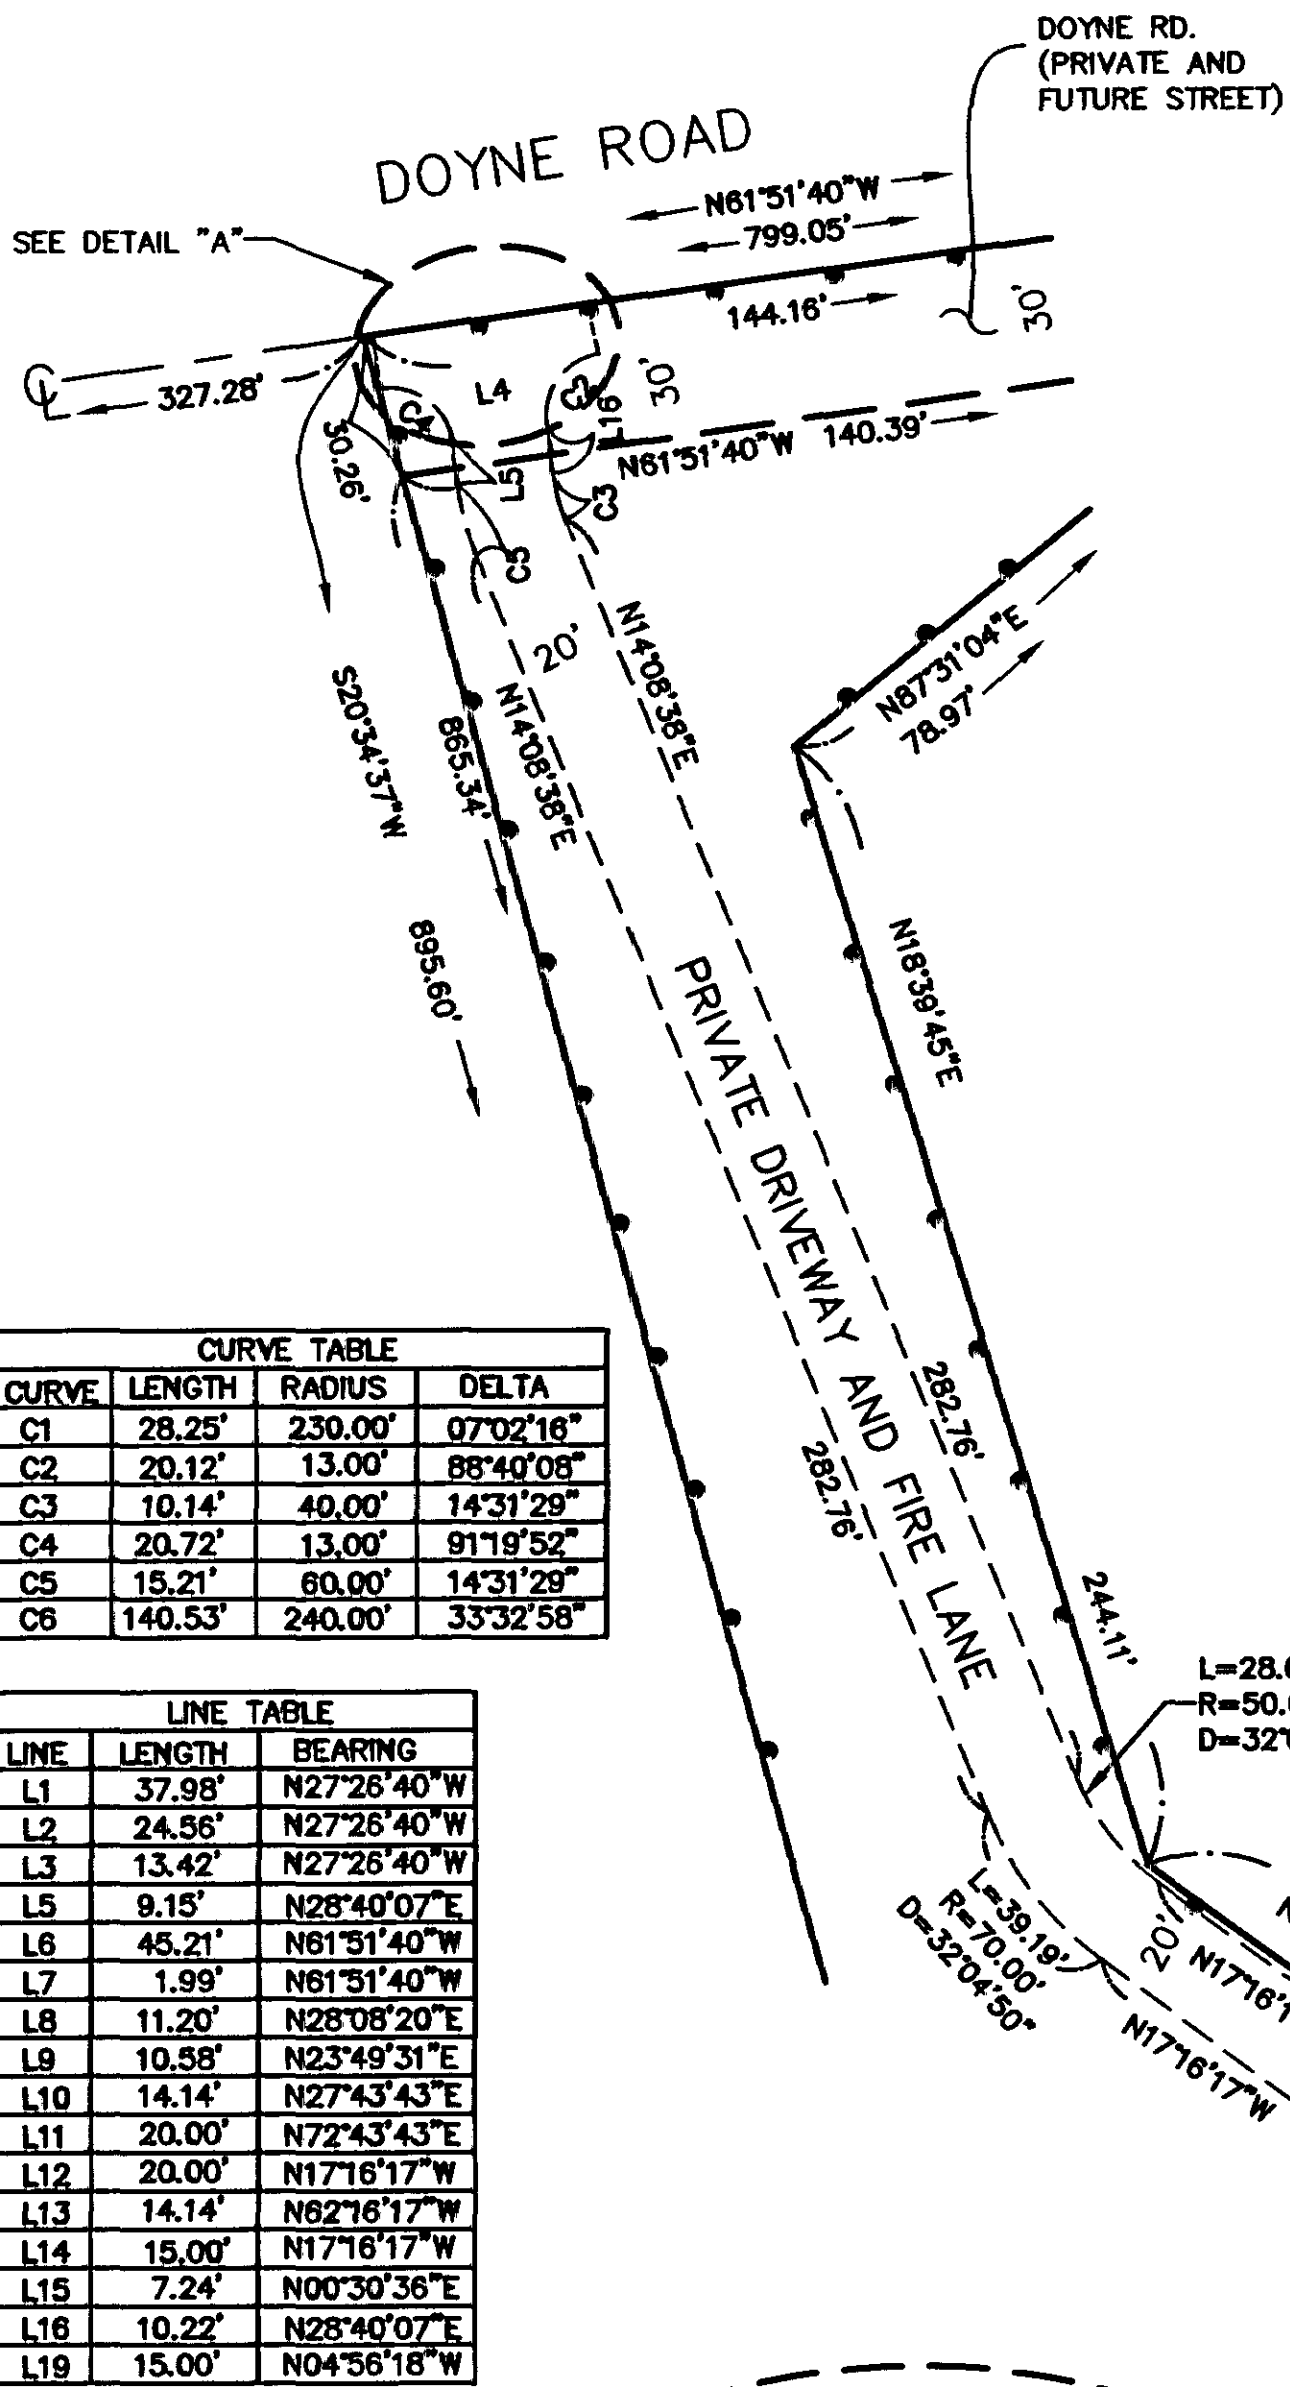 DOYNE RD.
(PRIVATE AND
FUTURE STREET)
DOYNE ROAD
N61°51'40"W
799.05'
SEE DETAIL "A"
144.16'
30'
℄
327.28'
L4
C4
C2
L16
30'
30.26'
N61°51'40"W 140.39'
L5
C3
C5
20'
N14°08'38"E
N14°08'38"E
N87°31'04"E
78.97'
S20°34'37"W
865.34'
895.60'
N18°39'45"E
PRIVATE DRIVEWAY AND FIRE LANE
282.76'
282.76'
244.11'
CURVE TABLE
CURVE LENGTH RADIUS DELTA
C1 28.25' 230.00' 07°02'16"
C2 20.12' 13.00' 88°40'08"
C3 10.14' 40.00' 14°31'29"
C4 20.72' 13.00' 91°19'52"
C5 15.21' 60.00' 14°31'29"
C6 140.53' 240.00' 33°32'58"
L=28.
R=50.
D=32°
LINE TABLE
LINE LENGTH BEARING
L1 37.98' N27°26'40"W
L2 24.56' N27°26'40"W
L3 13.42' N27°26'40"W
L5 9.15' N28°40'07"E
L6 45.21' N61°51'40"W
L7 1.99' N61°51'40"W
L8 11.20' N28°08'20"E
L9 10.58' N23°49'31"E
L10 14.14' N27°43'43"E
L11 20.00' N72°43'43"E
L12 20.00' N17°16'17"W
L13 14.14' N62°16'17"W
L14 15.00' N17°16'17"W
L15 7.24' N00°30'36"E
L16 10.22' N28°40'07"E
L19 15.00' N04°56'18"W
L=39.19'
R=70.00'
D=32°04'50"
20'
N17°16'1
N17°16'17"W